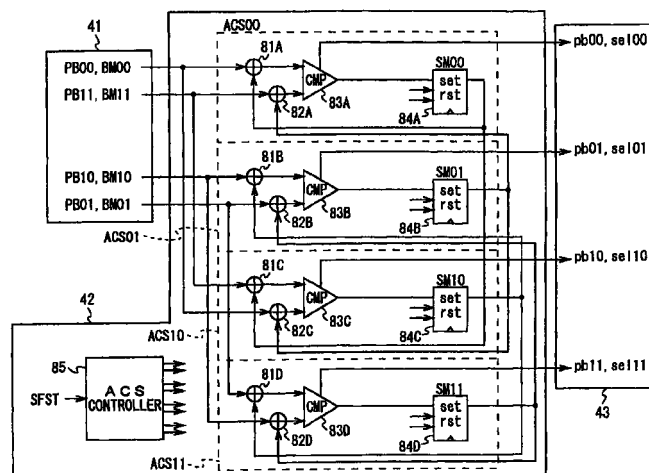 41
ACS00
81A
PB00, BM00
PB11, BM11
CMP
82A
83A
SM00
set
rst
84A
pb00, sel00
81B
PB10, BM10
PB01, BM01
CMP
82B
83B
SM01
set
rst
84B
pb01, sel01
ACS01
81C
CMP
82C
83C
SM10
set
rst
84C
pb10, sel10
42
ACS10
85
SFST
ACS
CONTROLLER
81D
CMP
82D
83D
SM11
set
rst
84D
pb11, sel11
ACS11
43